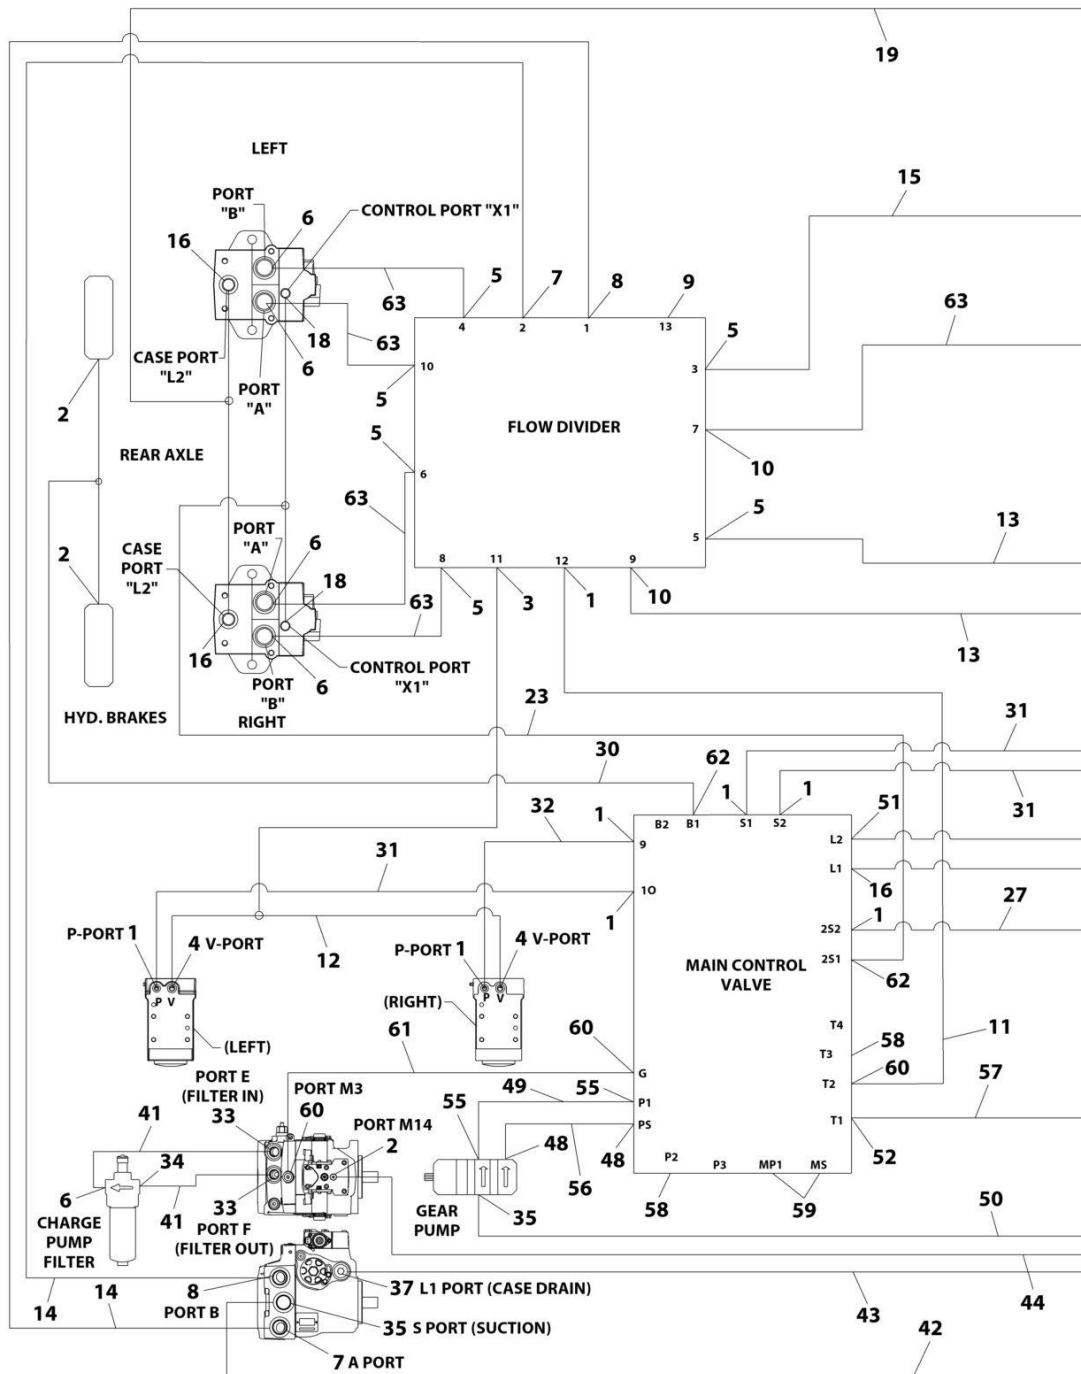 19
LEFT
15
PORT
"B"
6
CONTROL PORT "X1"
16
5
7
8
9
63
63
4
2
1
13
18
63
5
CASE PORT
"L2"
6
10
3
2
PORT
"A"
5
FLOW DIVIDER
7
5
REAR AXLE
6
10
63
5
PORT
"A"
6
5
13
2
CASE
PORT
"L2"
18
8
11
12
9
63
5
3
1
10
16
CONTROL PORT
"X1"
13
PORT
"B"
6
HYD. BRAKES
RIGHT
23
31
30
62
1
1
32
51
31
1
B2
B1
S1
S2
9
L2
31
L1
10
16
27
1
1
P-PORT 1
4 V-PORT
12
P-PORT 1
4 V-PORT
2S2
MAIN CONTROL
VALVE
2S1
62
P V
P V
(RIGHT)
61
60
T4
11
(LEFT)
T3
58
60
PORT E
(FILTER IN)
PORT M3
G
T2
49
55
57
41
33
60
PORT M14
55
P1
T1
34
2
48
PS
48
52
P2
P3
MP1
MS
6
41
33
56
CHARGE
PUMP
FILTER
PORT F
(FILTER OUT)
GEAR
PUMP
35
58
59
50
8
37 L1 PORT (CASE DRAIN)
14
14
PORT B
43
44
35 S PORT (SUCTION)
42
7 A PORT